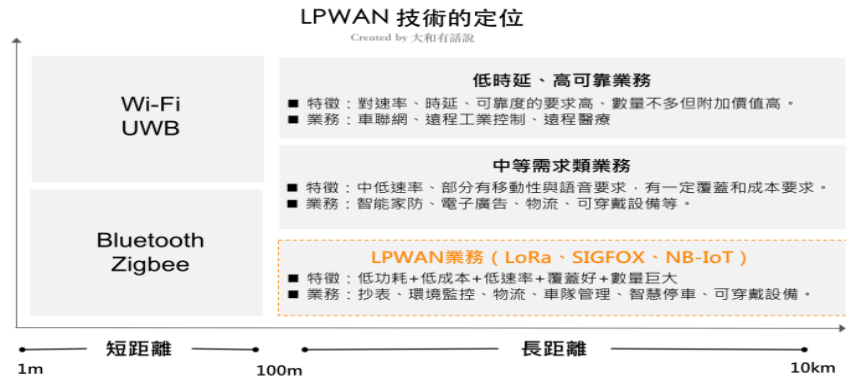 LPWAN 技術的定位
Created by 大和有話說
Wi-Fi
UWB
低時延、高可靠業務
■ 特徵：對速率、時延、可靠度的要求高、數量不多但附加價值高。
■ 業務：車聯網、遠程工業控制、遠程醫療
中等需求類業務
■ 特徵：中低速率、部分有移動性與語音要求，有一定覆蓋和成本要求。
■ 業務：智能家防、電子廣告、物流、可穿戴設備等。
Bluetooth
Zigbee
LPWAN業務（LoRa、SIGFOX、NB-IoT）
■ 特徵：低功耗+低成本+低速率+覆蓋好+數量巨大
■ 業務：抄表、環境監控、物流、車隊管理、智慧停車、可穿戴設備。
短距離
長距離
1m
100m
10km